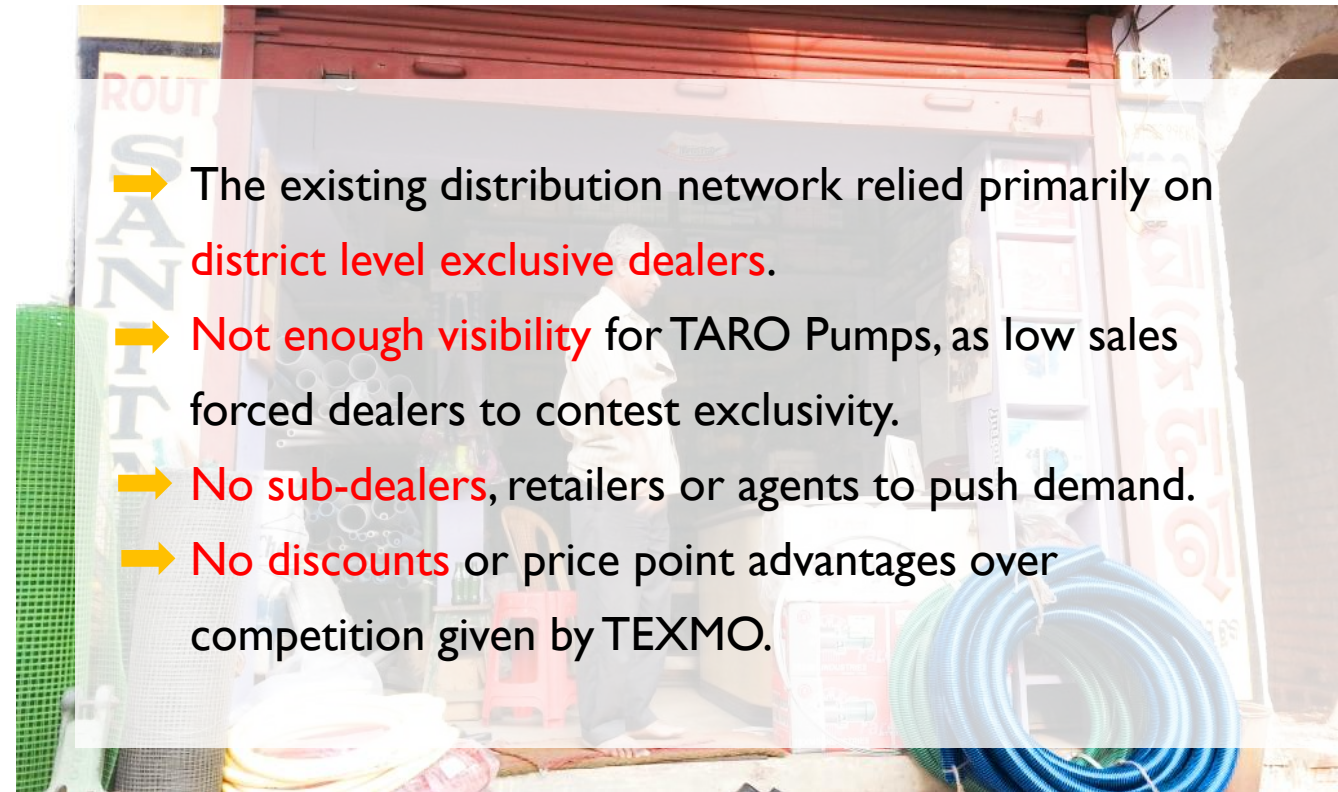 ROUT
SANITA
The existing distribution network relied primarily on
district level exclusive dealers.
Not enough visibility for TARO Pumps, as low sales
forced dealers to contest exclusivity.
No sub-dealers, retailers or agents to push demand.
No discounts or price point advantages over
competition given by TEXMO.